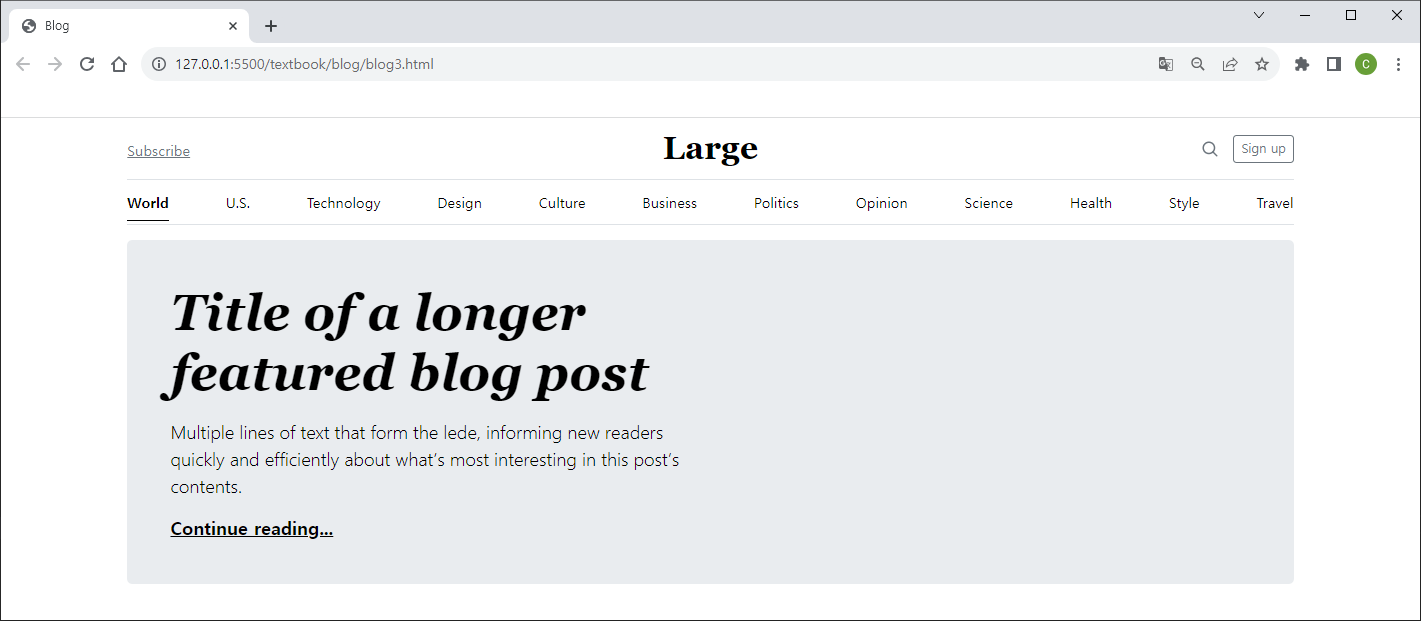 Blog
127.0.0.1:5500/textbook/blog/blog3.html
C
Subscribe
Large
Sign up
World U.S. Technology Design Culture Business Politics Opinion Science Health Style Travel
Title of a longer
featured blog post
Multiple lines of text that form the lede, informing new readers
quickly and efficiently about what’s most interesting in this post’s
contents.
Continue reading...